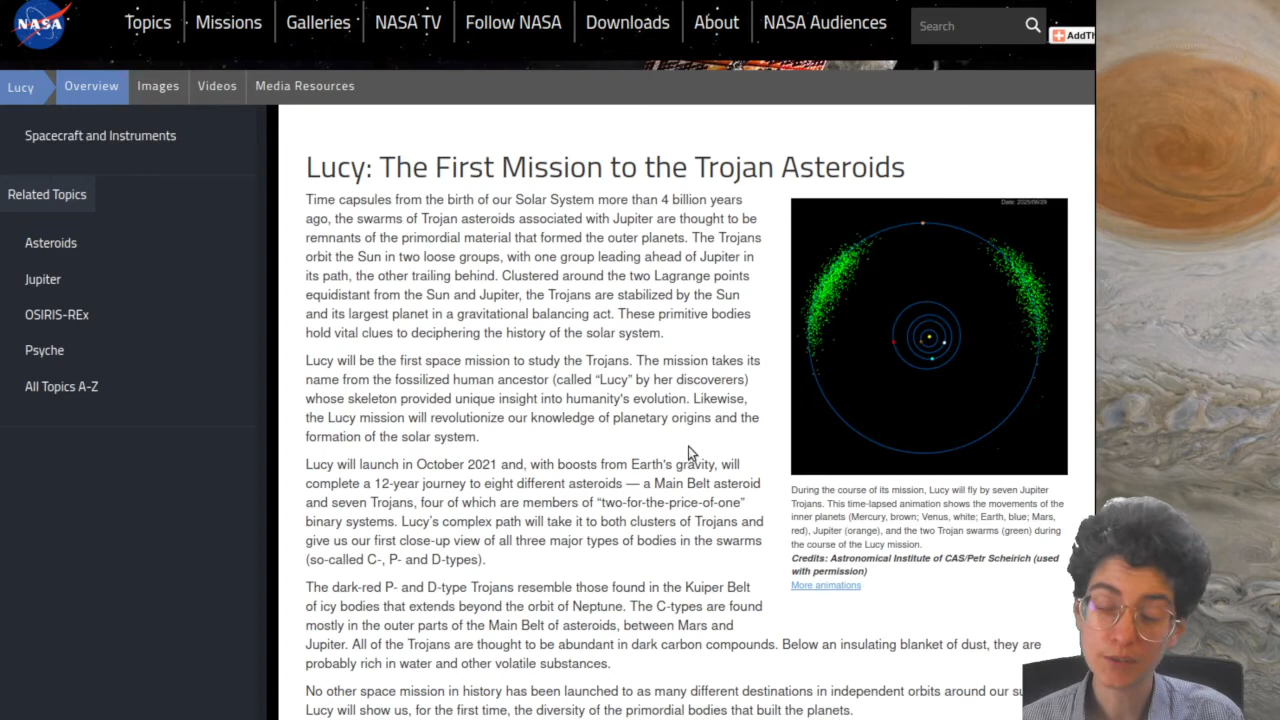 NASA
Topics
Missions
Galleries
NASA TV
Follow NASA
Downloads
About
NASA Audiences
Search
Lucy
Overview
Images
Videos
Media Resources
Spacecraft and Instruments
Related Topics
Asteroids
Jupiter
OSIRIS-REx
Psyche
All Topics A-Z
Lucy: The First Mission to the Trojan Asteroids
Time capsules from the birth of our Solar System more than 4 billion years
ago, the swarms of Trojan asteroids associated with Jupiter are thought to be
remnants of the primordial material that formed the outer planets. The Trojans
orbit the Sun in two loose groups, with one group leading ahead of Jupiter in
its path, the other trailing behind. Clustered around the two Lagrange points
equidistant from the Sun and Jupiter, the Trojans are stabilized by the Sun
and its largest planet in a gravitational balancing act. These primitive bodies
hold vital clues to deciphering the history of the solar system.
Lucy will be the first space mission to study the Trojans. The mission takes its
name from the fossilized human ancestor (called “Lucy” by her discoverers)
whose skeleton provided unique insight into humanity's evolution. Likewise,
the Lucy mission will revolutionize our knowledge of planetary origins and the
formation of the solar system.
Lucy will launch in October 2021 and, with boosts from Earth's gravity, will
complete a 12-year journey to eight different asteroids — a Main Belt asteroid
and seven Trojans, four of which are members of “two-for-the-price-of-one”
binary systems. Lucy’s complex path will take it to both clusters of Trojans and
give us our first close-up view of all three major types of bodies in the swarms
(so-called C-, P- and D-types).
The dark-red P- and D-type Trojans resemble those found in the Kuiper Belt
of icy bodies that extends beyond the orbit of Neptune. The C-types are found
mostly in the outer parts of the Main Belt of asteroids, between Mars and
Jupiter. All of the Trojans are thought to be abundant in dark carbon compounds. Below an insulating blanket of dust, they are
probably rich in water and other volatile substances.
No other space mission in history has been launched to as many different destinations in independent orbits around our
Lucy will show us, for the first time, the diversity of the primordial bodies that built the planets.
During the course of its mission, Lucy will fly by seven Jupiter
Trojans. This time-lapsed animation shows the movements of the
inner planets (Mercury, brown; Venus, white; Earth, blue; Mars,
red), Jupiter (orange), and the two Trojan swarms (green) during
the course of the Lucy mission.
Credits: Astronomical Institute of CAS/Petr Scheirich (used
with permission)
More animations